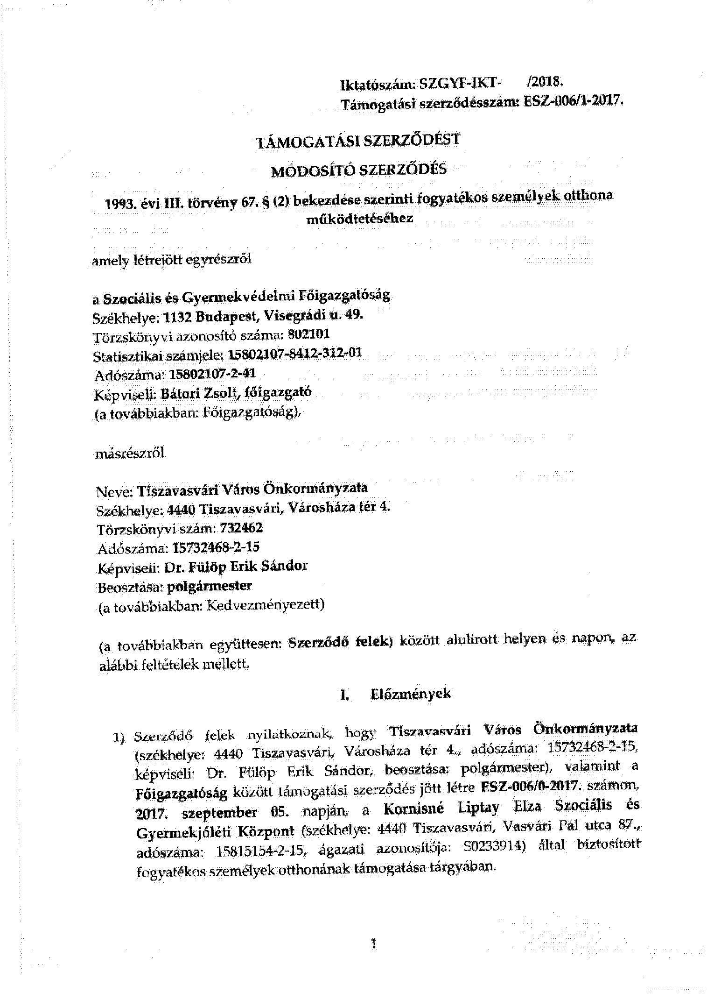 Iktatószám: SZGYF-IKT- /2018.
Támogatási szerződésszám: ESZ-006/1-2017.
TÁMOGATÁSI SZERZŐDÉST
MÓDOSÍTÓ SZERZŐDÉS
1993. évi III. törvény 67. § (2) bekezdése szerinti fogyatékos személyek otthona
működtetéséhez
amely létrejött egyrészről
a Szociális és Gyermekvédelmi Főigazgatóság
Székhelye: 1132 Budapest, Visegrádi u. 49.
Törzskönyvi azonosító száma: 802101
Statisztikai számjele: 15802107-8412-312-01
Adószáma: 15802107-2-41
Képviseli: Bátori Zsolt, főigazgató
(a továbbiakban: Főigazgatóság),
másrészről
Neve: Tiszavasvári Város Önkormányzata
Székhelye: 4440 Tiszavasvári, Városháza tér 4.
Törzskönyvi szám: 732462
Adószáma: 15732468-2-15
Képviseli: Dr. Fülöp Erik Sándor
Beosztása: polgármester
(a továbbiakban: Kedvezményezett)
(a továbbiakban együttesen: Szerződő felek) között alulírott helyen és napon, az
alábbi feltételek mellett.
I. Előzmények
1) Szerződő felek nyilatkoznak, hogy Tiszavasvári Város Önkormányzata
(székhelye: 4440 Tiszavasvári, Városháza tér 4., adószáma: 15732468-2-15,
képviseli: Dr. Fülöp Erik Sándor, beosztása: polgármester), valamint a
Főigazgatóság között támogatási szerződés jött létre ESZ-006/0-2017. számon,
2017. szeptember 05. napján, a Kornisné Liptay Elza Szociális és
Gyermekjóléti Központ (székhelye: 4440 Tiszavasvári, Vasvári Pál utca 87.,
adószáma: 15815154-2-15, ágazati azonosítója: S0233914) által biztosított
fogyatékos személyek otthonának támogatása tárgyában.
1